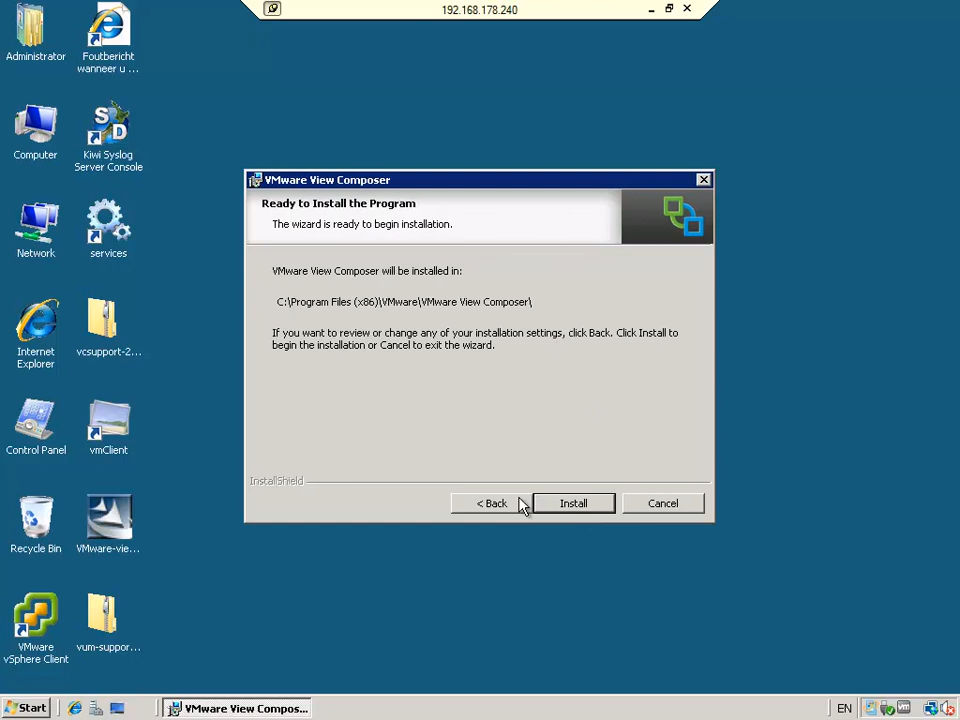 192.168.178.240
Administrator
Foutbericht
wanneer u ...
Computer
Kiwi Syslog
Server Console
Network
services
Internet
Explorer
vcsupport-2...
Control Panel
vmClient
Recycle Bin
VMware-vie...
VMware
vSphere Client
vum-suppor...
VMware View Composer
Ready to Install the Program
The wizard is ready to begin installation.
VMware View Composer will be installed in:
C:\Program Files (x86)\VMware\VMware View Composer\
If you want to review or change any of your installation settings, click Back. Click Install to
begin the installation or Cancel to exit the wizard.
InstallShield
< Back
Install
Cancel
Start
VMware View Compos...
EN